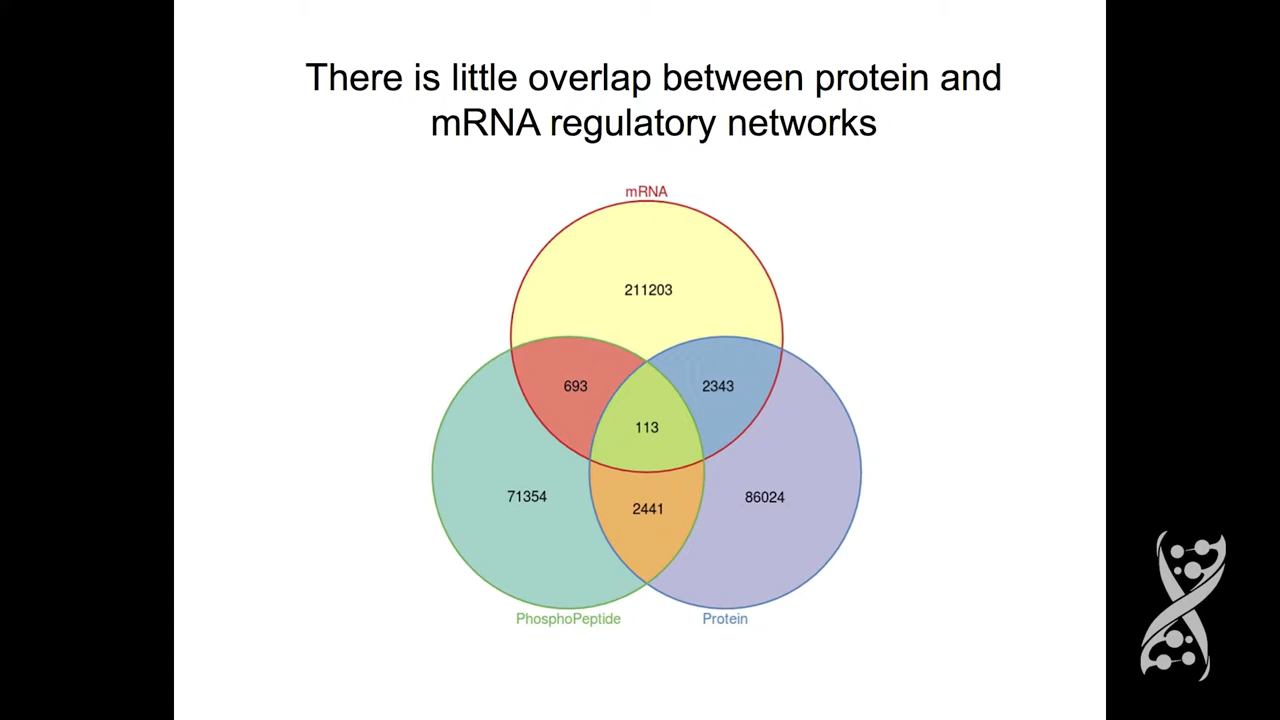 There is little overlap between protein and
mRNA regulatory networks
mRNA
211203
693
2343
113
71354
86024
2441
PhosphoPeptide
Protein